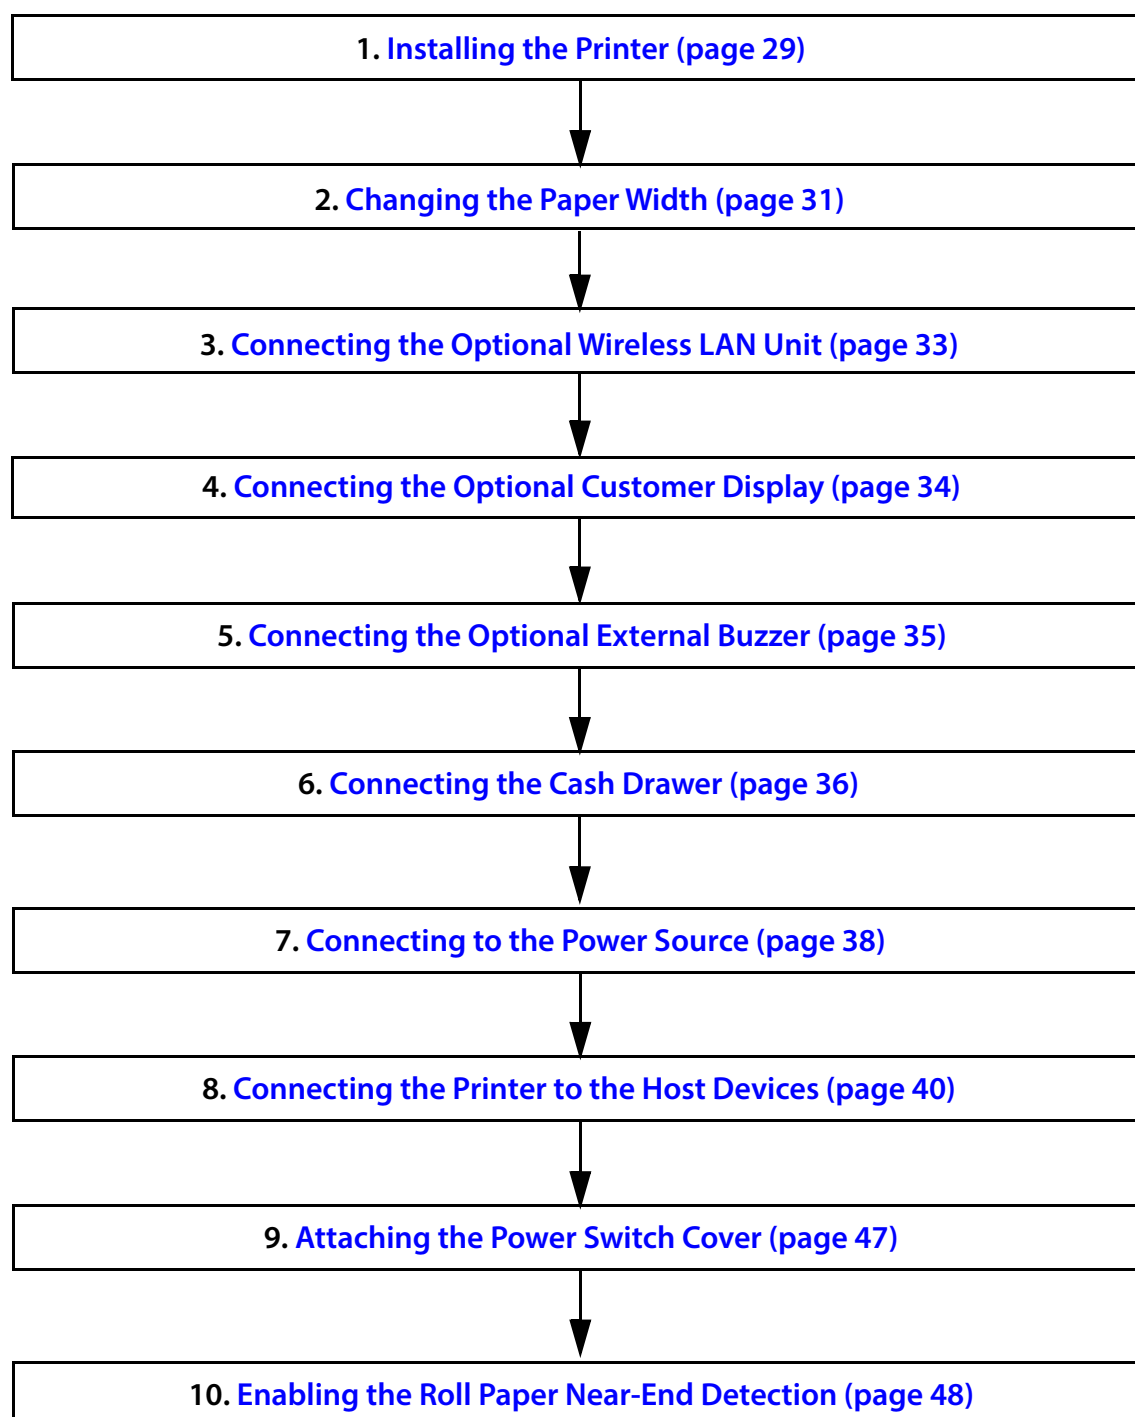 1. Installing the Printer (page 29)
2. Changing the Paper Width (page 31)
3. Connecting the Optional Wireless LAN Unit (page 33)
4. Connecting the Optional Customer Display (page 34)
5. Connecting the Optional External Buzzer (page 35)
6. Connecting the Cash Drawer (page 36)
7. Connecting to the Power Source (page 38)
8. Connecting the Printer to the Host Devices (page 40)
9. Attaching the Power Switch Cover (page 47)
10. Enabling the Roll Paper Near-End Detection (page 48)